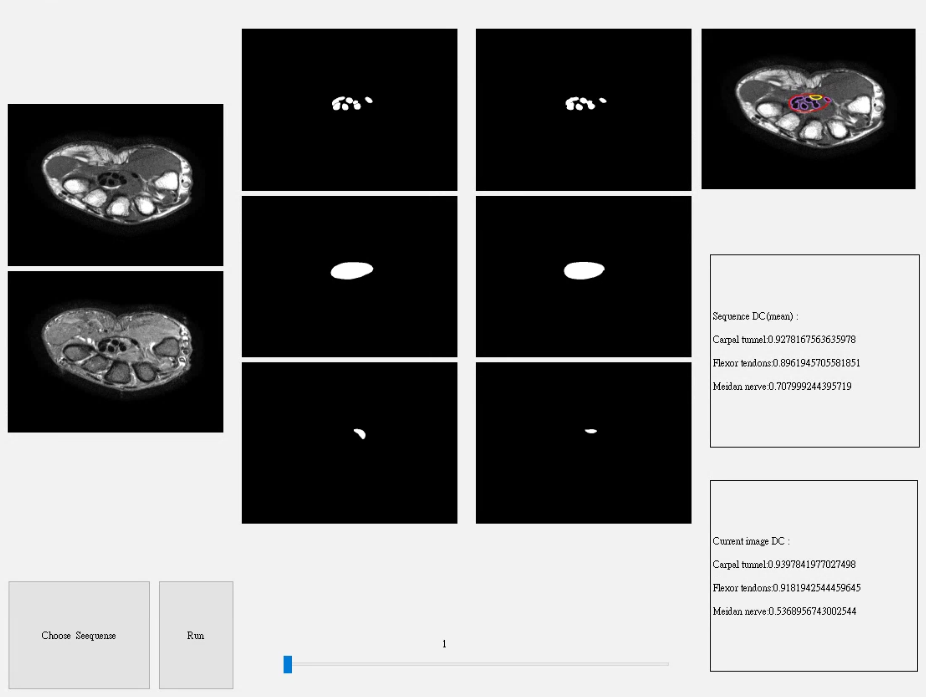 Sequence DC(mean) :
Carpal tunnel:0.9278167563635978
Flexor tendons:0.8961945705581851
Meidan nerve:0.707999244395719
Current image DC :
Carpal tunnel:0.9397841977027498
Flexor tendons:0.9181942544459645
Meidan nerve:0.5368956743002544
Choose Seequense
Run
1